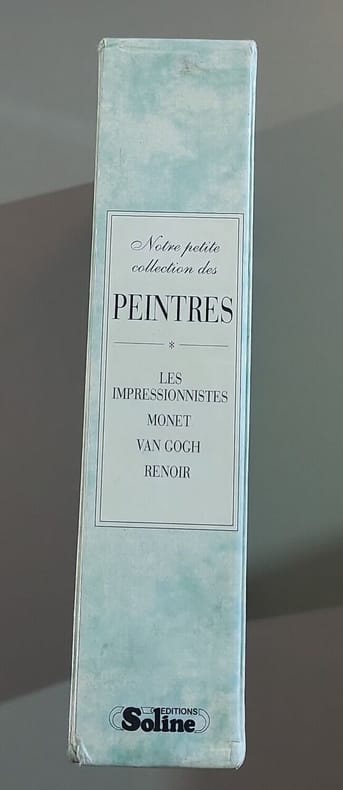 Notre petite
collection des
PEINTRES
*
LES
IMPRESSIONNISTES
MONET
VAN GOGH
RENOIR
EDITIONS
Soline